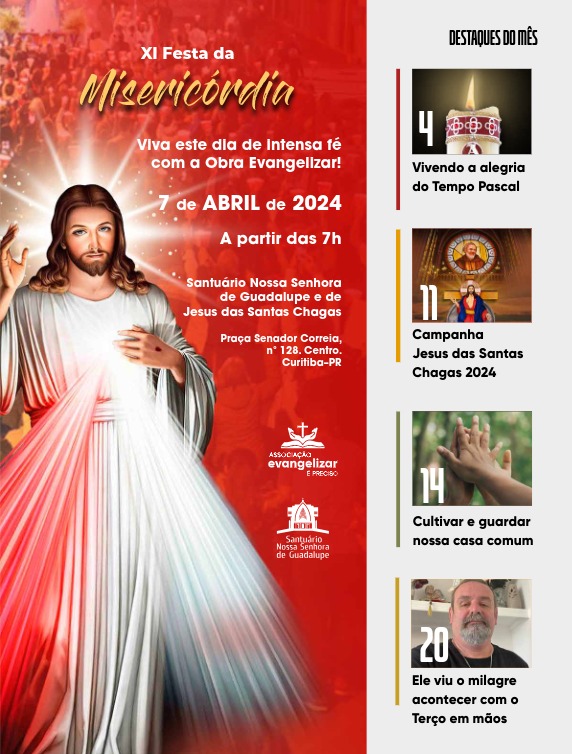 XI Festa da
Misericórdia
Viva este dia de intensa fé
com a Obra Evangelizar!
7 de ABRIL de 2024
A partir das 7h
Santuário Nossa Senhora
de Guadalupe e de
Jesus das Santas Chagas
Praça Senador Correia,
n° 128. Centro.
Curitiba-PR
ASSOCIAÇÃO
evangelizar
É PRECISO
Santuário
Nossa Senhora
de Guadalupe
DESTAQUES DO MÊS
4
Vivendo a alegria
do Tempo Pascal
11
Campanha
Jesus das Santas
Chagas 2024
14
Cultivar e guardar
nossa casa comum
20
Ele viu o milagre
acontecer com o
Terço em mãos